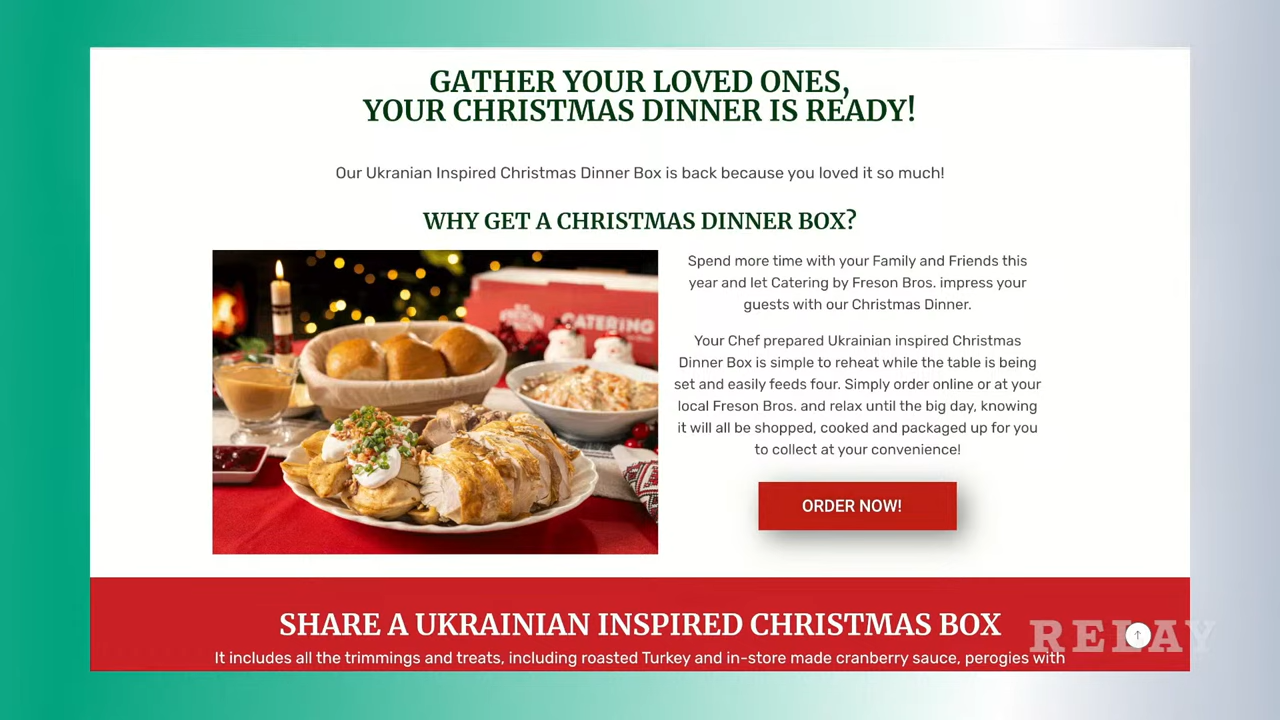 GATHER YOUR LOVED ONES,
YOUR CHRISTMAS DINNER IS READY!
Our Ukranian Inspired Christmas Dinner Box is back because you loved it so much!
WHY GET A CHRISTMAS DINNER BOX?
Spend more time with your Family and Friends this
year and let Catering by Freson Bros. impress your
guests with our Christmas Dinner.
Your Chef prepared Ukrainian inspired Christmas
Dinner Box is simple to reheat while the table is being
set and easily feeds four. Simply order online or at your
local Freson Bros. and relax until the big day, knowing
it will all be shopped, cooked and packaged up for you
to collect at your convenience!
CATERING
ORDER NOW!
SHARE A UKRAINIAN INSPIRED CHRISTMAS BOX
It includes all the trimmings and treats, including roasted Turkey and in-store made cranberry sauce, perogies with
RELAY